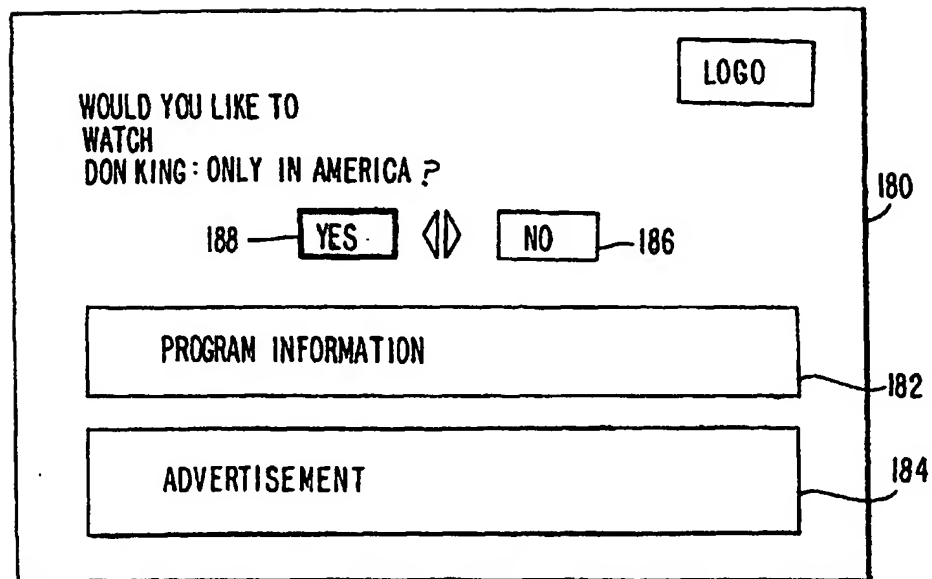 LOGO
WOULD YOU LIKE TO
WATCH
DON KING: ONLY IN AMERICA ?
180
188 YES NO 186
PROGRAM INFORMATION
182
ADVERTISEMENT
184